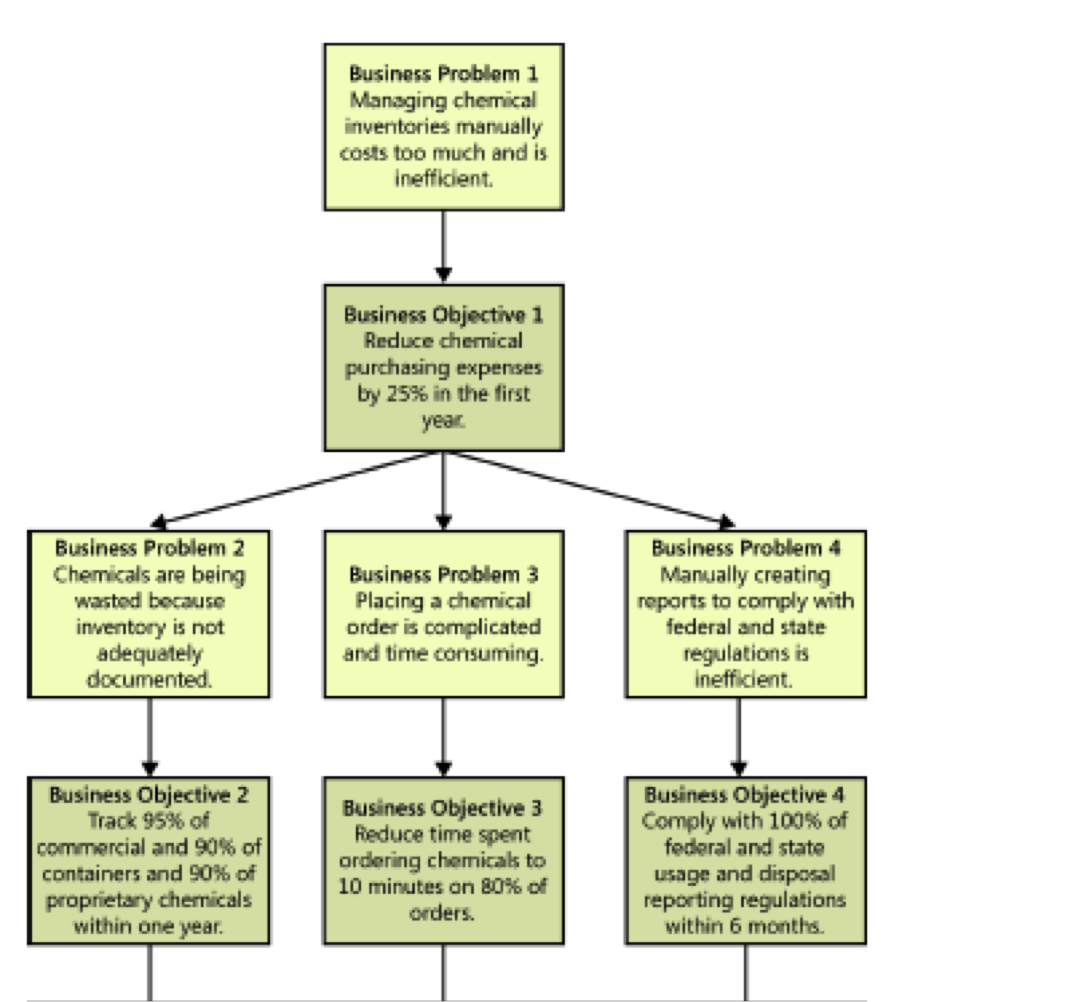 Business Problem 1
Managing chemical
inventories manually
costs too much and is
inefficient.
Business Objective 1
Reduce chemical
purchasing expenses
by 25% in the first
year.
Business Problem 2
Chemicals are being
wasted because
inventory is not
adequately
documented.
Business Problem 3
Placing a chemical
order is complicated
and time consuming.
Business Problem 4
Manually creating
reports to comply with
federal and state
regulations is
inefficient.
Business Objective 2
Track 95% of
commercial and 90% of
containers and 90% of
proprietary chemicals
within one year.
Business Objective 3
Reduce time spent
ordering chemicals to
10 minutes on 80% of
orders.
Business Objective 4
Comply with 100% of
federal and state
usage and disposal
reporting regulations
within 6 months.